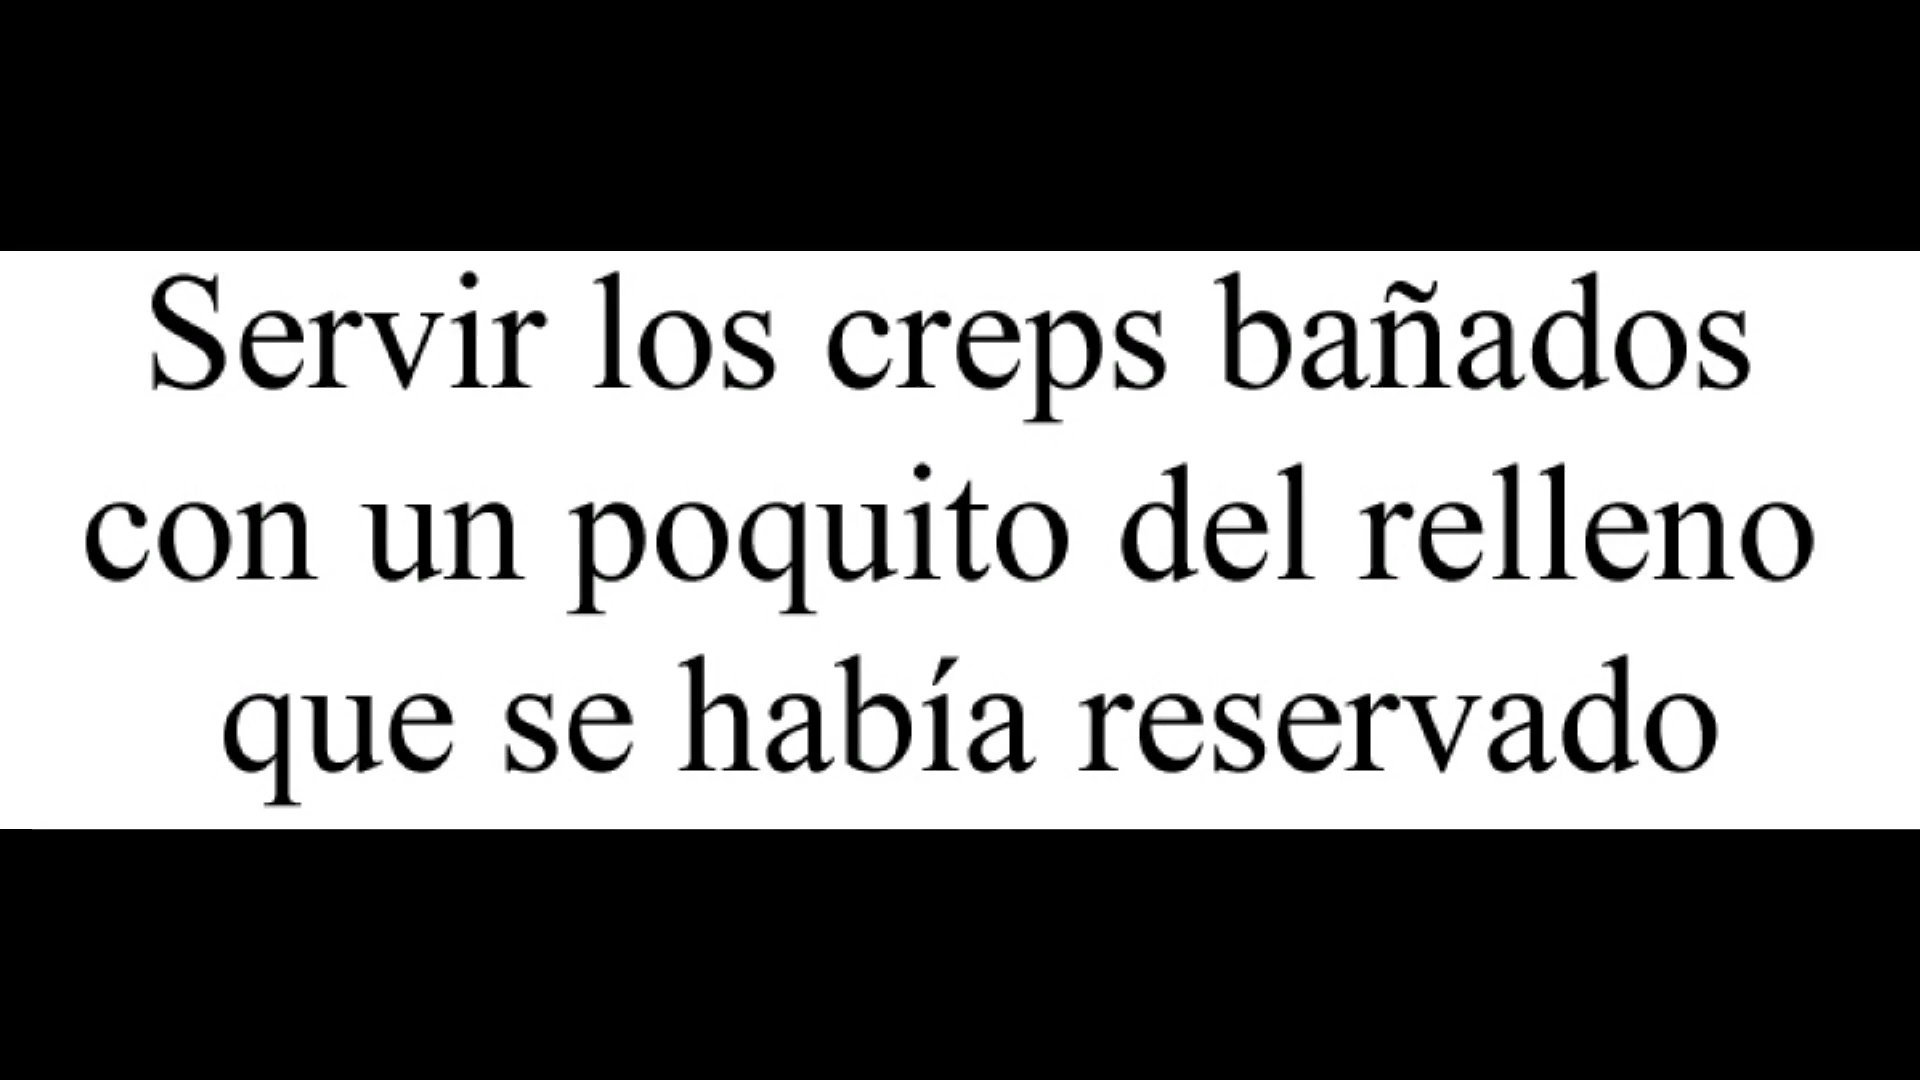 Servir los creps bañados
con un poquito del relleno
que se había reservado